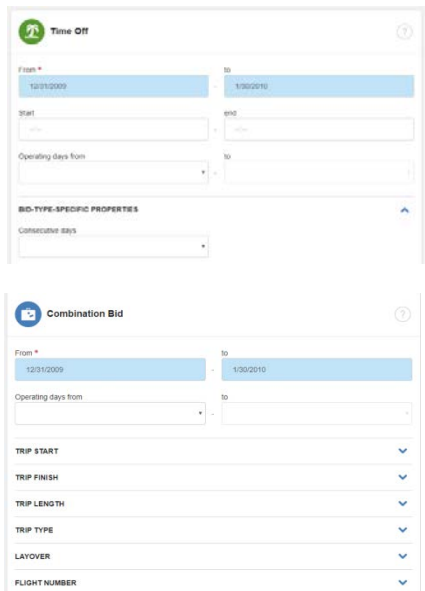 Time Off ?
From * to
12/31/2009 - 1/30/2010
Start end
--:-- - --:--
Operating days from to
-
BID-TYPE-SPECIFIC PROPERTIES
Consecutive days
Combination Bid ?
From * to
12/31/2009 - 1/30/2010
Operating days from to
-
TRIP START
TRIP FINISH
TRIP LENGTH
TRIP TYPE
LAYOVER
FLIGHT NUMBER